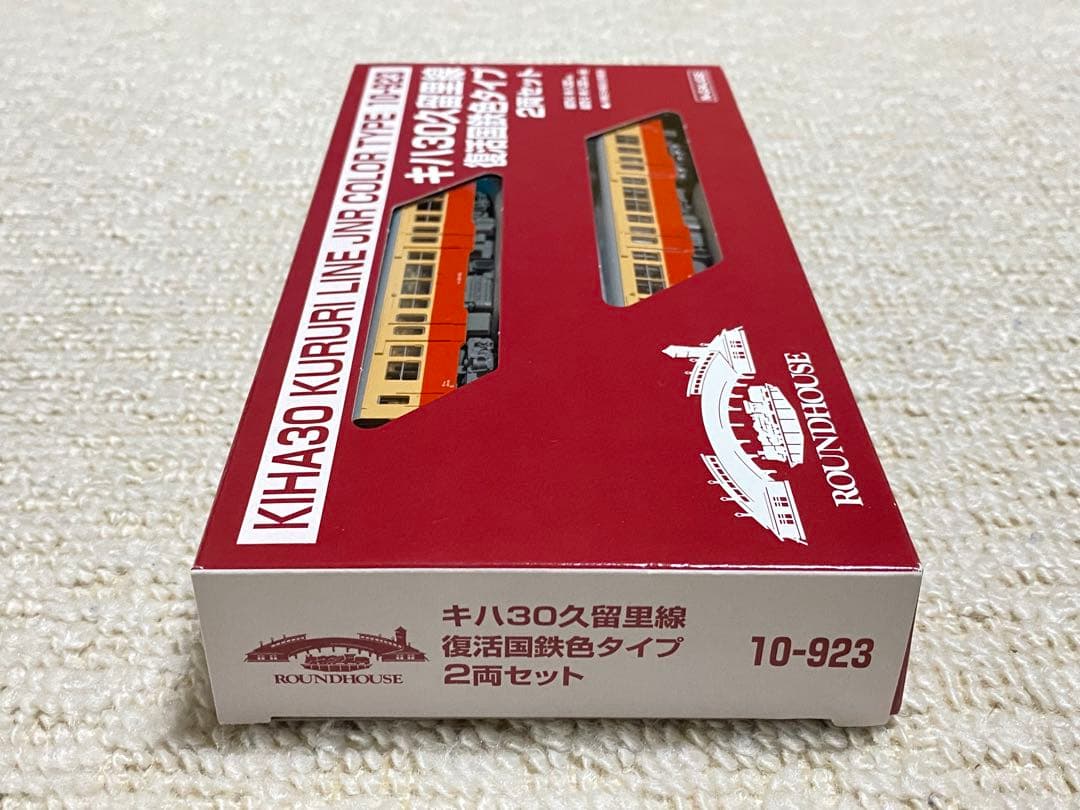 KIHA30 KURURI LINE JNR COLOR TYPE 10-923
キハ30久留里線
復活国鉄色タイプ
2両セット
ROUNDHOUSE
ROUNDHOUSE
キハ30久留里線
復活国鉄色タイプ
2両セット
10-923